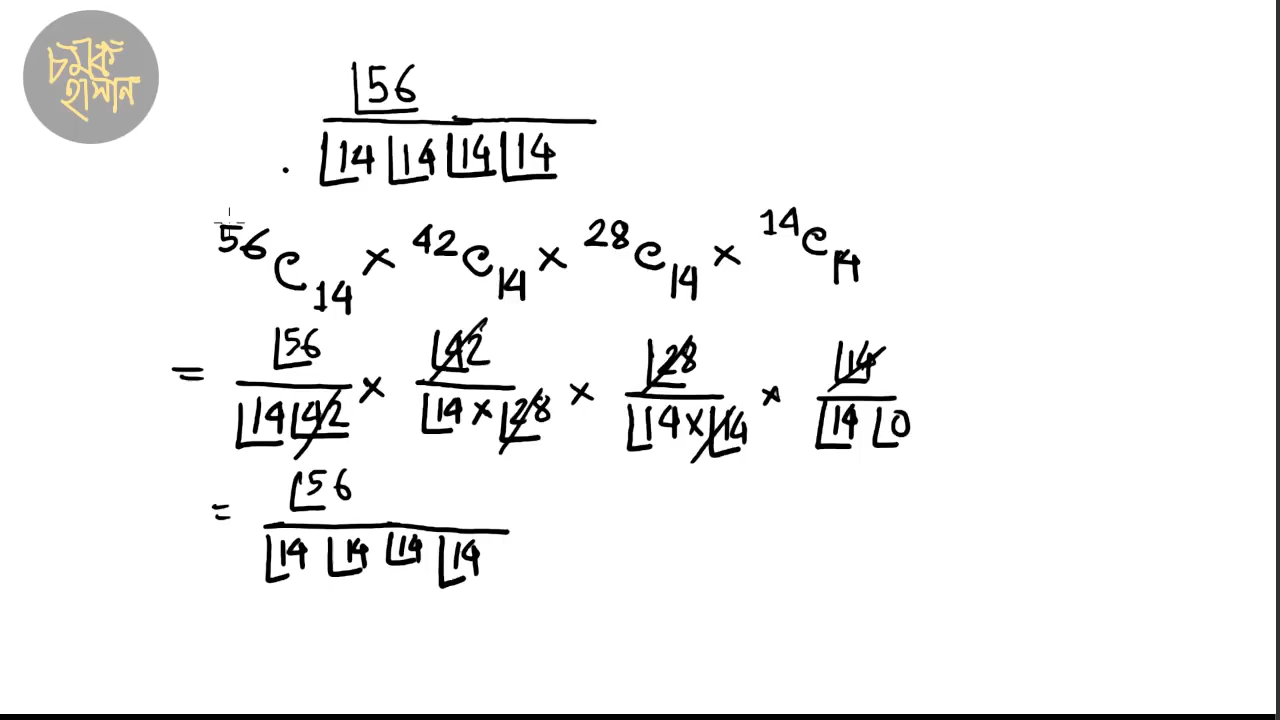 চমক
হাসান
⌊56
⌊14 ⌊14 ⌊14 ⌊14
⁵⁶C₁₄ × ⁴²C₁₄ × ²⁸C₁₄ × ¹⁴C₁₄
= ⌊56 / ⌊14 ⌊42 × ⌊42 / ⌊14 × ⌊28 × ⌊28 / ⌊14 × ⌊14 × ⌊14 / ⌊14 ⌊0
= ⌊56
⌊14 ⌊14 ⌊14 ⌊14